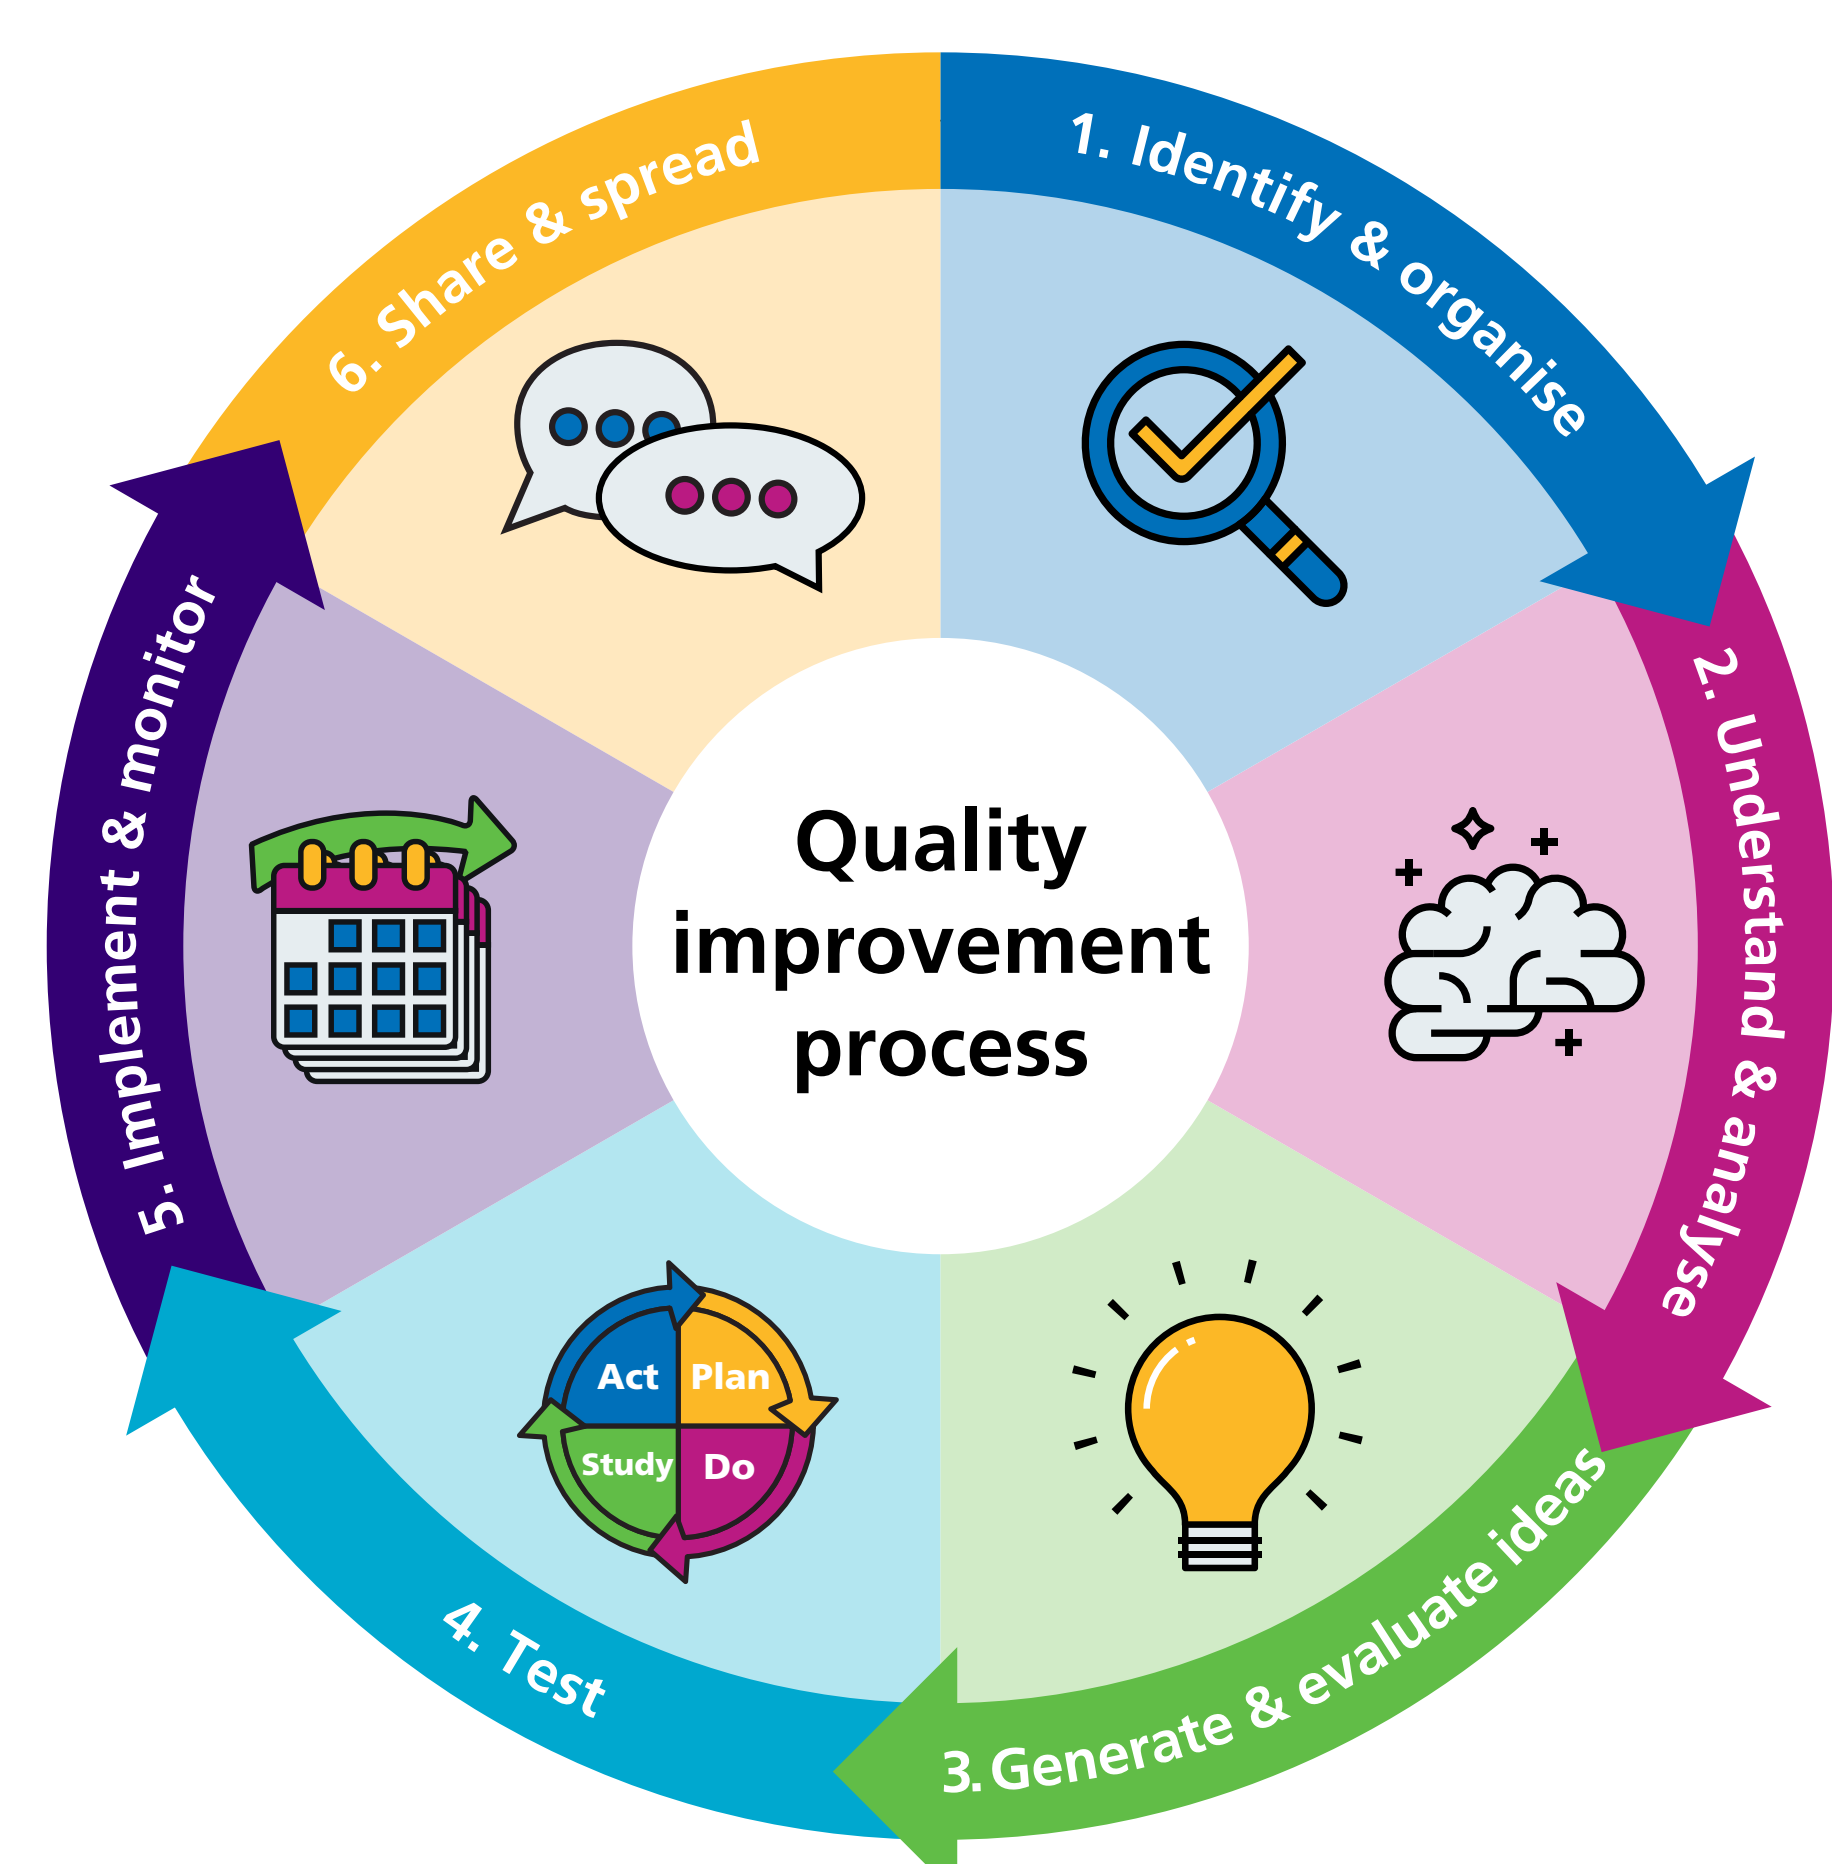 Quality
improvement
process
1. Identify & organise
2. Understand & analyse
3. Generate & evaluate ideas
4. Test
Act
Plan
Study
Do
5. Implement & monitor
6. Share & spread